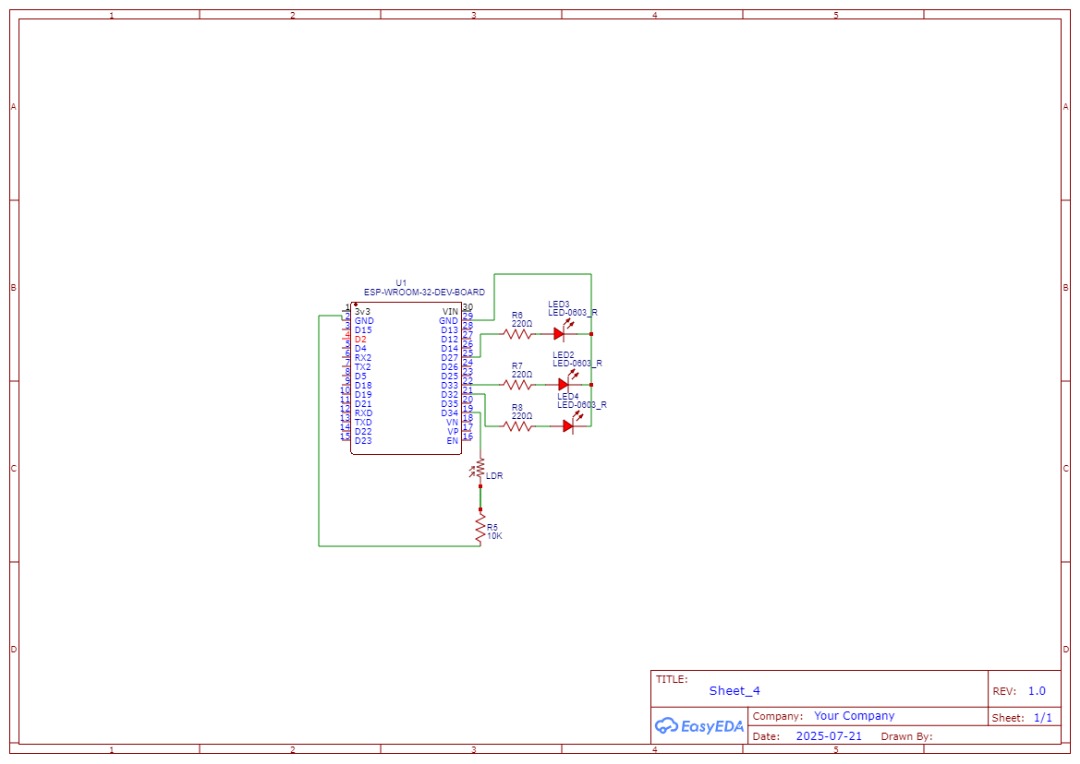 1 2 3 4 5
A A
B B
C C
D D
U1
ESP-WROOM-32-DEV-BOARD
1 3v3 VIN 30
2 GND GND 29
3 D15 D13 28
4 D2 D12 27
5 D4 D14 26
6 RX2 D27 25
7 TX2 D26 24
8 D5 D25 23
9 D18 D33 22
10 D19 D32 21
11 D21 D35 20
12 RXD D34 19
13 TXD VN 18
14 D22 VP 17
15 D23 EN 16
R6
220Ω
LED3
LED-0603_R
R7
220Ω
LED2
LED-0603_R
R8
220Ω
LED4
LED-0603_R
LDR
R5
10K
TITLE:
Sheet_4
REV: 1.0
EasyEDA
Company: Your Company
Sheet: 1/1
Date: 2025-07-21 Drawn By:
1 2 3 4 5